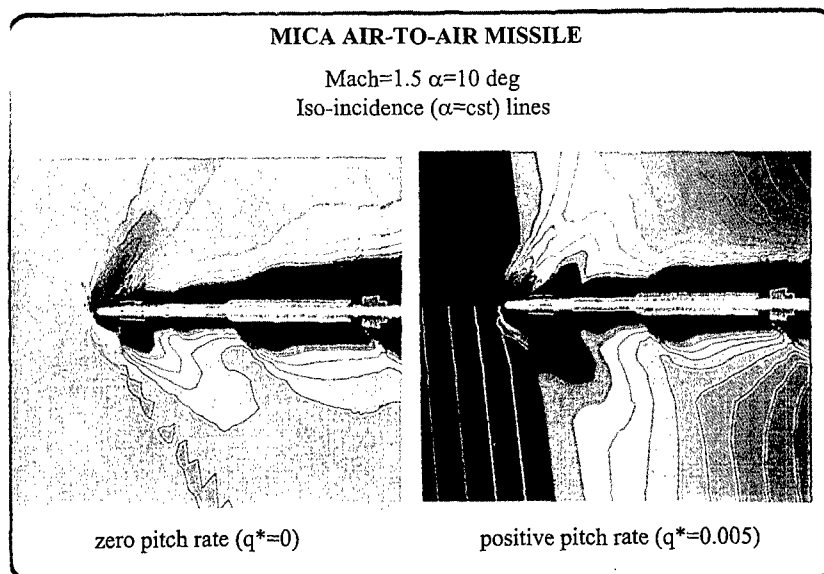 MICA AIR-TO-AIR MISSILE
Mach=1.5 α=10 deg
Iso-incidence (α=cst) lines
zero pitch rate (q*=0)
positive pitch rate (q*=0.005)